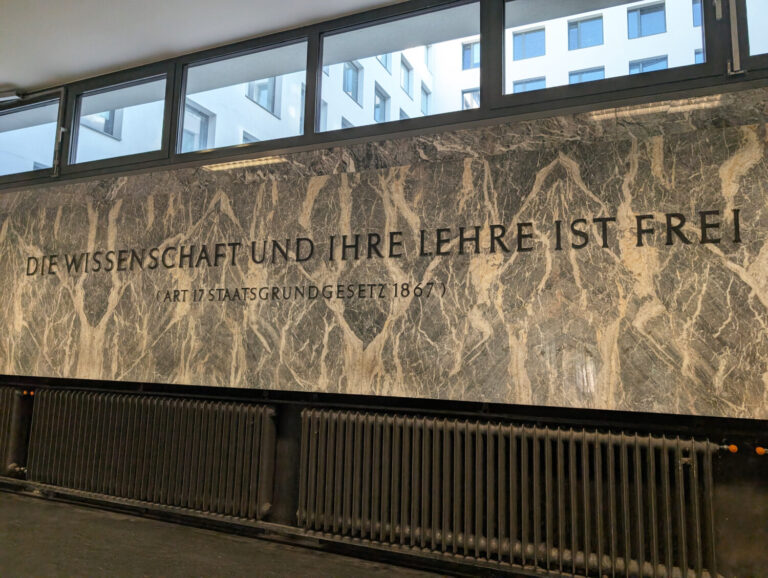 DIE WISSENSCHAFT UND IHRE LEHRE IST FREI
(ART 17 STAATSGRUNDGESETZ 1867)